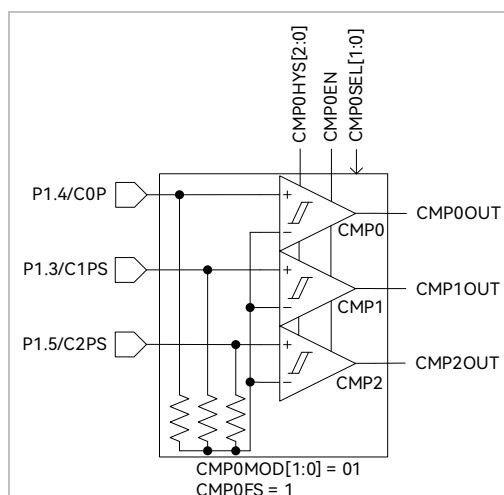 CMP0HYS[2:0]
CMP0EN
CMP0SEL[1:0]
P1.4/C0P
+
−
CMP0
CMP0OUT
P1.3/C1PS
+
−
CMP1
CMP1OUT
P1.5/C2PS
+
−
CMP2
CMP2OUT
CMP0MOD[1:0] = 01
CMP0FS = 1